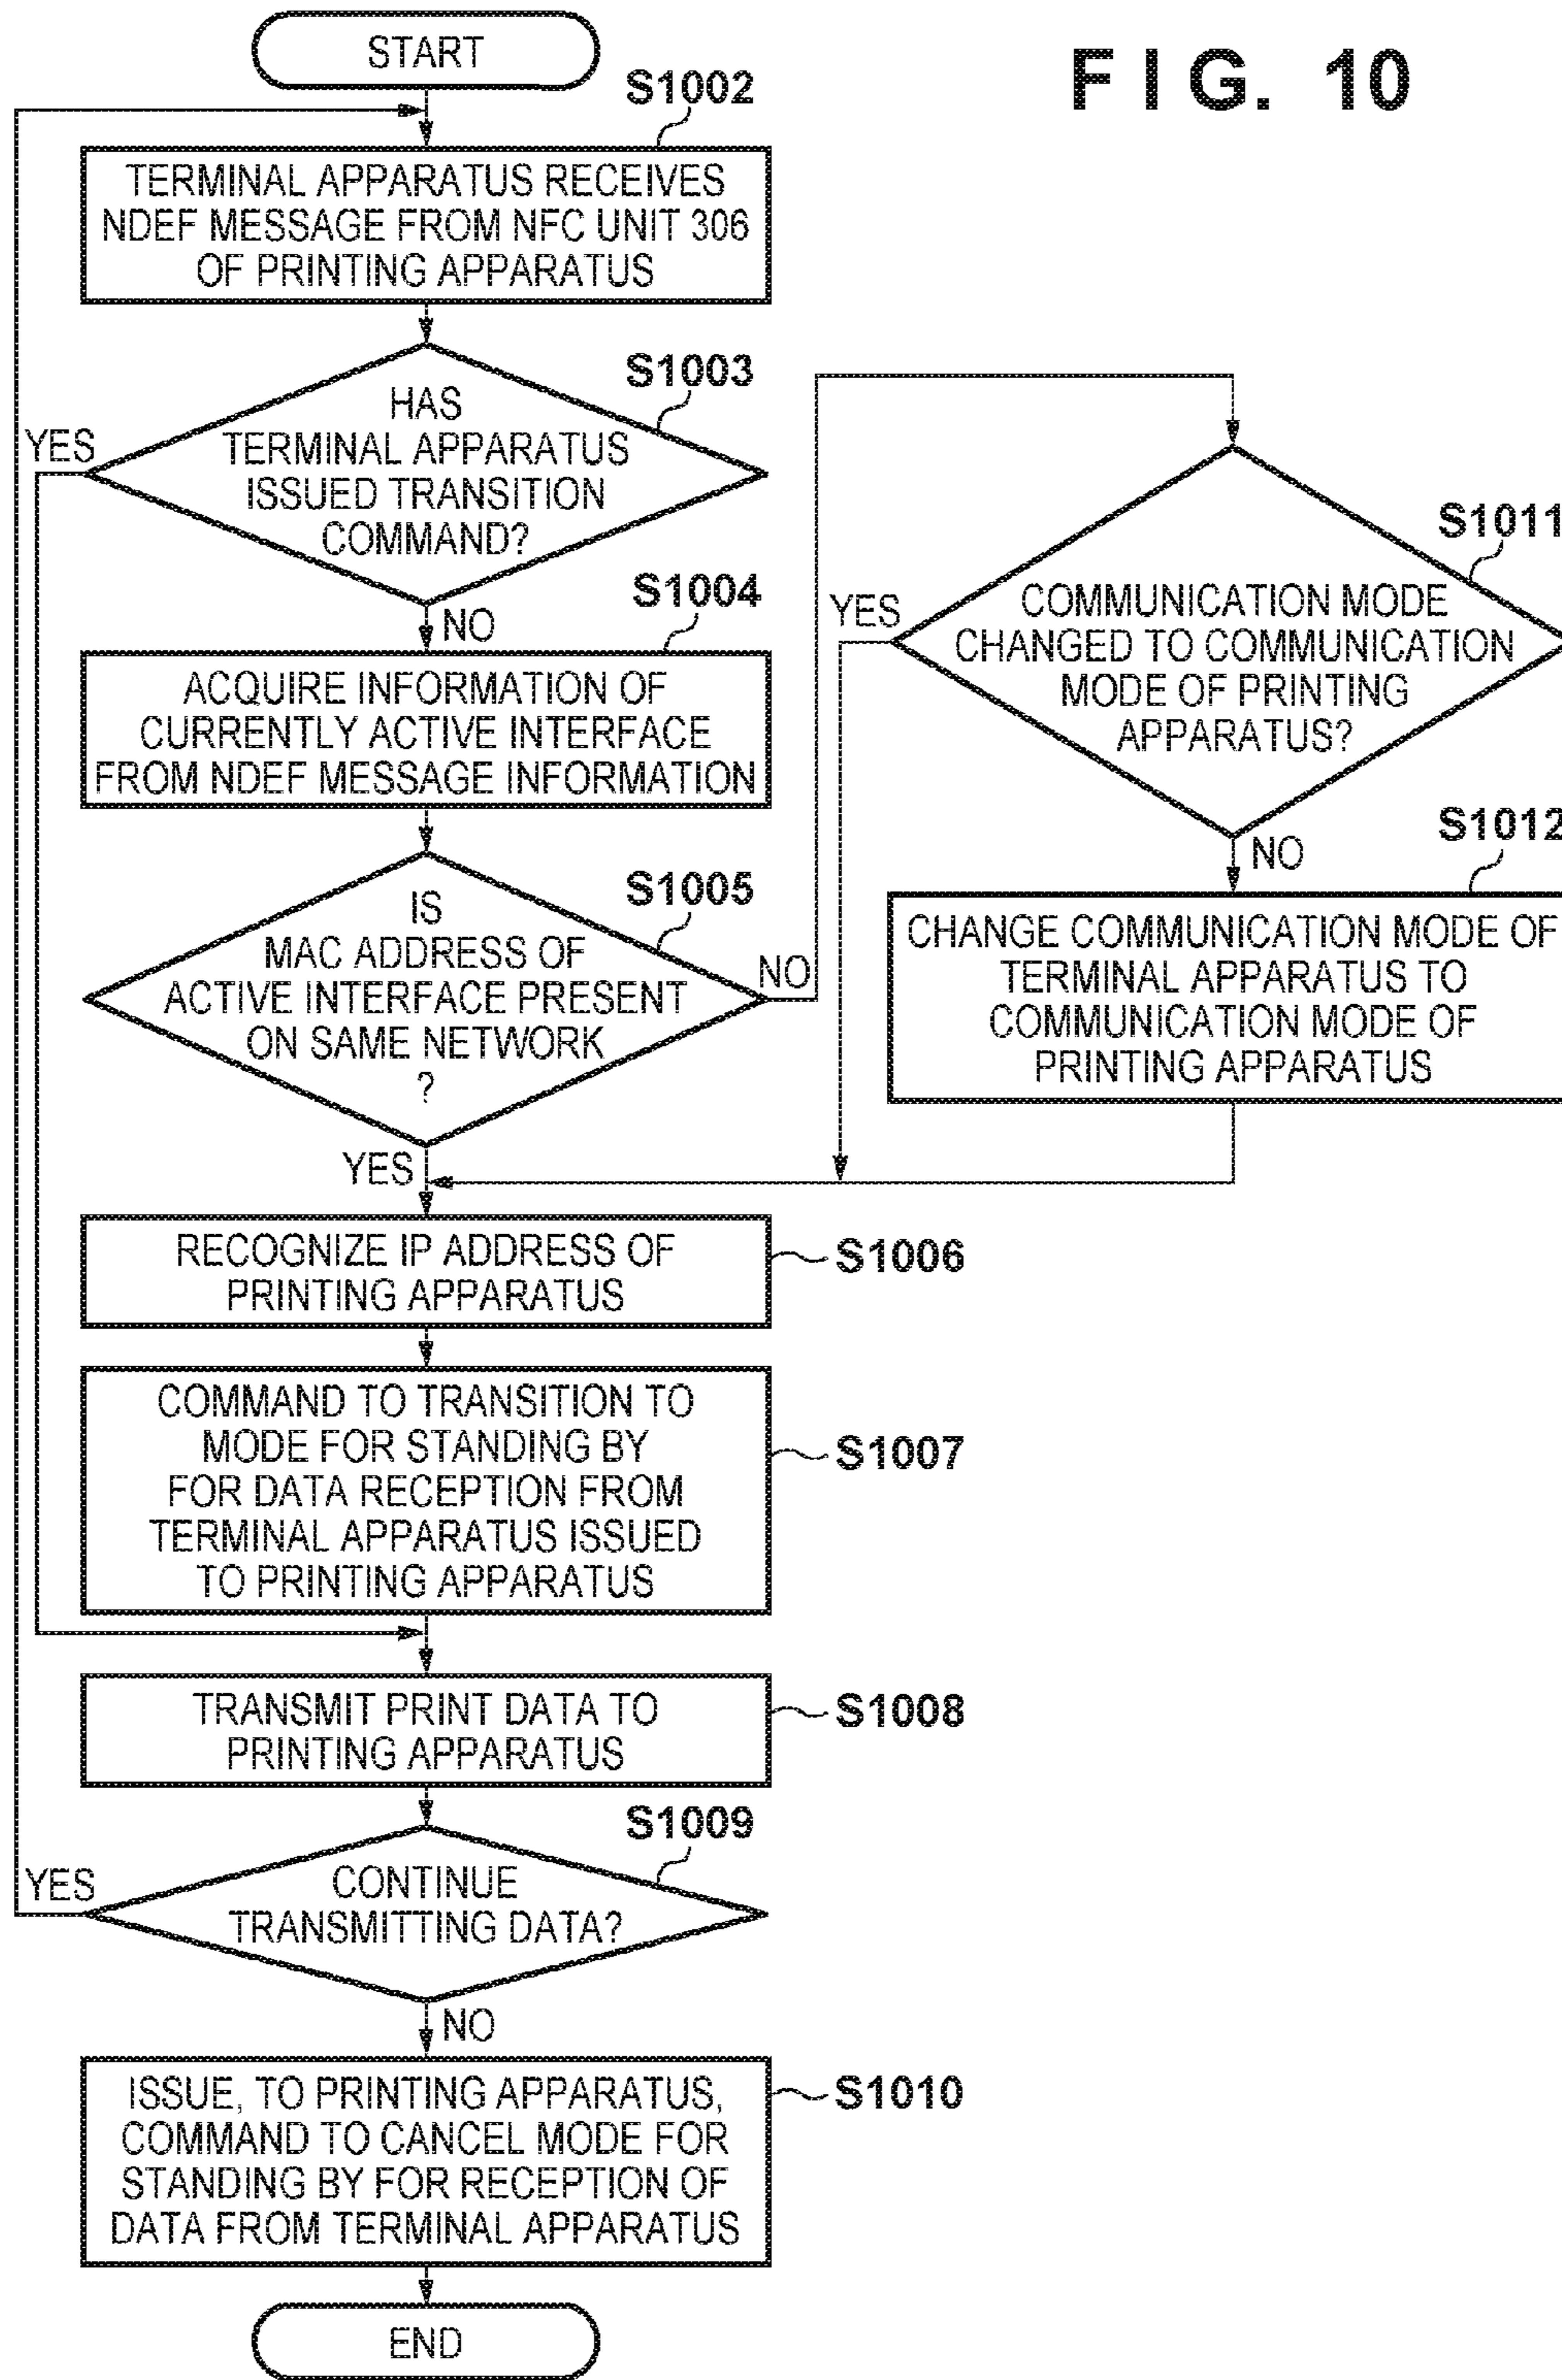 FIG. 10
START
S1002
TERMINAL APPARATUS RECEIVES
NDEF MESSAGE FROM NFC UNIT 306
OF PRINTING APPARATUS
S1003
HAS
TERMINAL APPARATUS
ISSUED TRANSITION
COMMAND?
YES
NO
S1004
ACQUIRE INFORMATION OF
CURRENTLY ACTIVE INTERFACE
FROM NDEF MESSAGE INFORMATION
S1005
IS
MAC ADDRESS OF
ACTIVE INTERFACE PRESENT
ON SAME NETWORK
?
NO
YES
S1011
COMMUNICATION MODE
CHANGED TO COMMUNICATION
MODE OF PRINTING
APPARATUS?
YES
NO
S1012
CHANGE COMMUNICATION MODE OF
TERMINAL APPARATUS TO
COMMUNICATION MODE OF
PRINTING APPARATUS
RECOGNIZE IP ADDRESS OF
PRINTING APPARATUS
S1006
COMMAND TO TRANSITION TO
MODE FOR STANDING BY
FOR DATA RECEPTION FROM
TERMINAL APPARATUS ISSUED
TO PRINTING APPARATUS
S1007
TRANSMIT PRINT DATA TO
PRINTING APPARATUS
S1008
S1009
CONTINUE
TRANSMITTING DATA?
YES
NO
ISSUE, TO PRINTING APPARATUS,
COMMAND TO CANCEL MODE FOR
STANDING BY FOR RECEPTION OF
DATA FROM TERMINAL APPARATUS
S1010
END